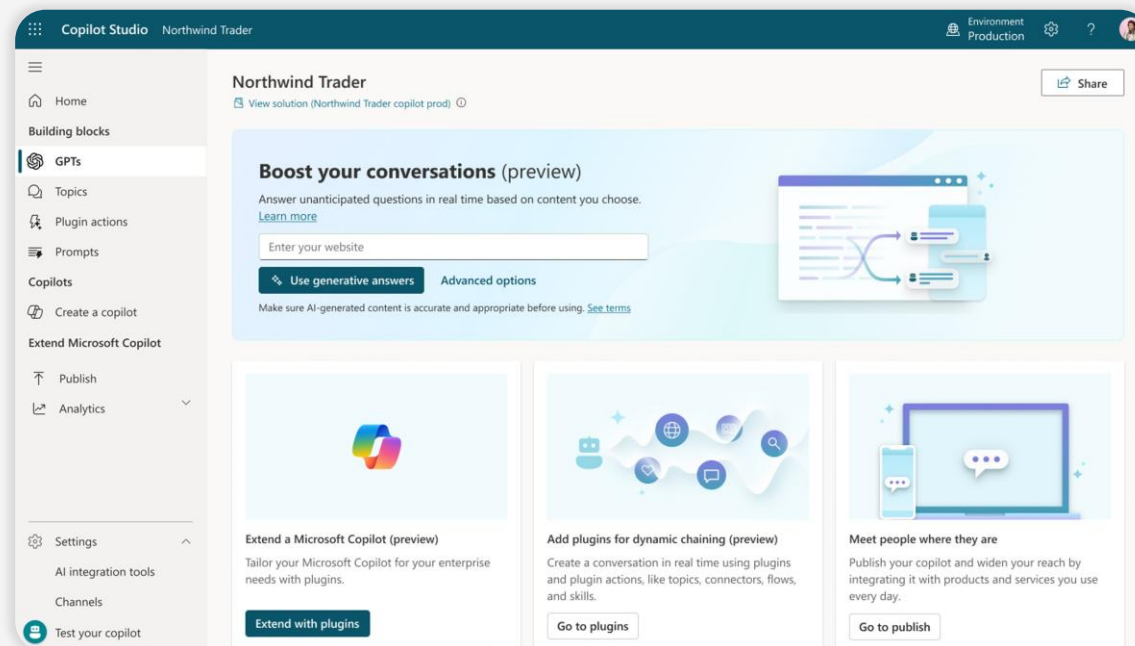 Copilot Studio Northwind Trader
Environment
Production
?
Home
Building blocks
GPTs
Topics
Plugin actions
Prompts
Copilots
Create a copilot
Extend Microsoft Copilot
Publish
Analytics
Settings
AI integration tools
Channels
Test your copilot
Northwind Trader
View solution (Northwind Trader copilot prod)
Share
Boost your conversations (preview)
Answer unanticipated questions in real time based on content you choose.
Learn more
Enter your website
Use generative answers Advanced options
Make sure AI-generated content is accurate and appropriate before using. See terms
Extend a Microsoft Copilot (preview)
Tailor your Microsoft Copilot for your enterprise
needs with plugins.
Extend with plugins
Add plugins for dynamic chaining (preview)
Create a conversation in real time using plugins
and plugin actions, like topics, connectors, flows,
and skills.
Go to plugins
Meet people where they are
Publish your copilot and widen your reach by
integrating it with products and services you use
every day.
Go to publish